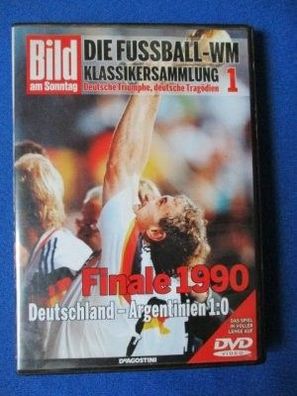 Bild
am Sonntag
DIE FUSSBALL-WM
KLASSIKERSAMMLUNG
Deutsche Triumphe, deutsche Tragödien
1
Finale 1990
Deutschland - Argentinien 1:0
DAS SPIEL
IN VOLLER
LÄNGE AUF
DVD
VIDEO
DEAGOSTINI